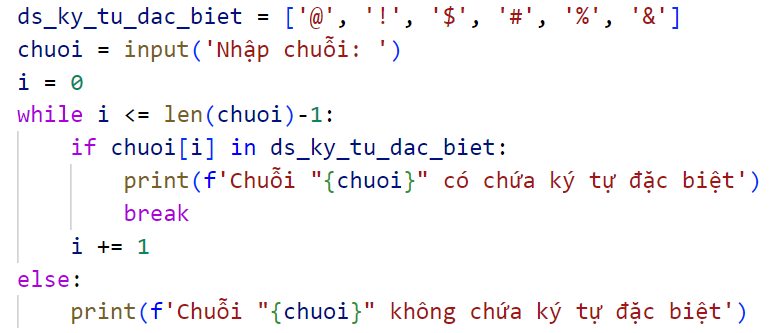 ds_ky_tu_dac_biet = ['@', '!', '$', '#', '%', '&']
chuoi = input('Nhập chuỗi: ')
i = 0
while i <= len(chuoi)-1:
    if chuoi[i] in ds_ky_tu_dac_biet:
        print(f'Chuỗi "{chuoi}" có chứa ký tự đặc biệt')
        break
    i += 1
else:
    print(f'Chuỗi "{chuoi}" không chứa ký tự đặc biệt')